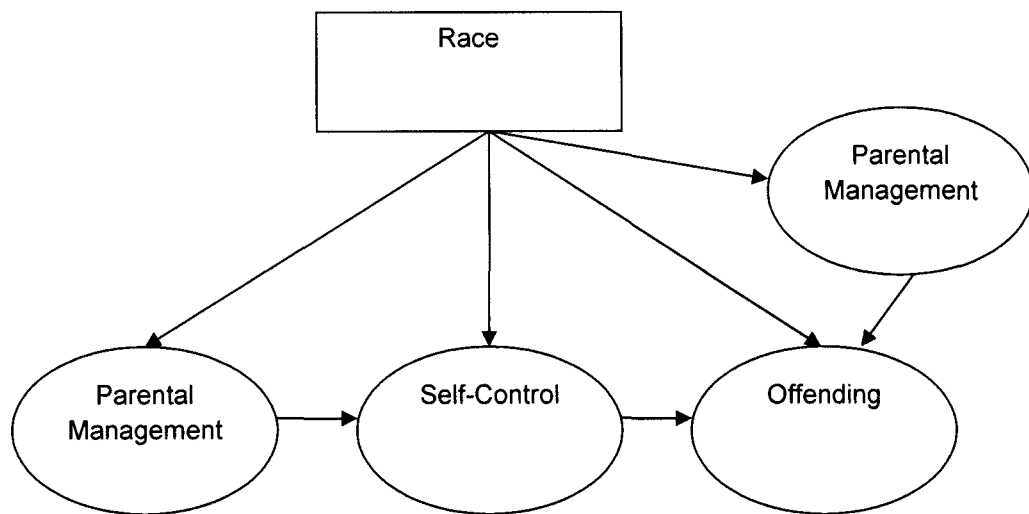 Race
Parental
Management
Parental
Management
Self-Control
Offending